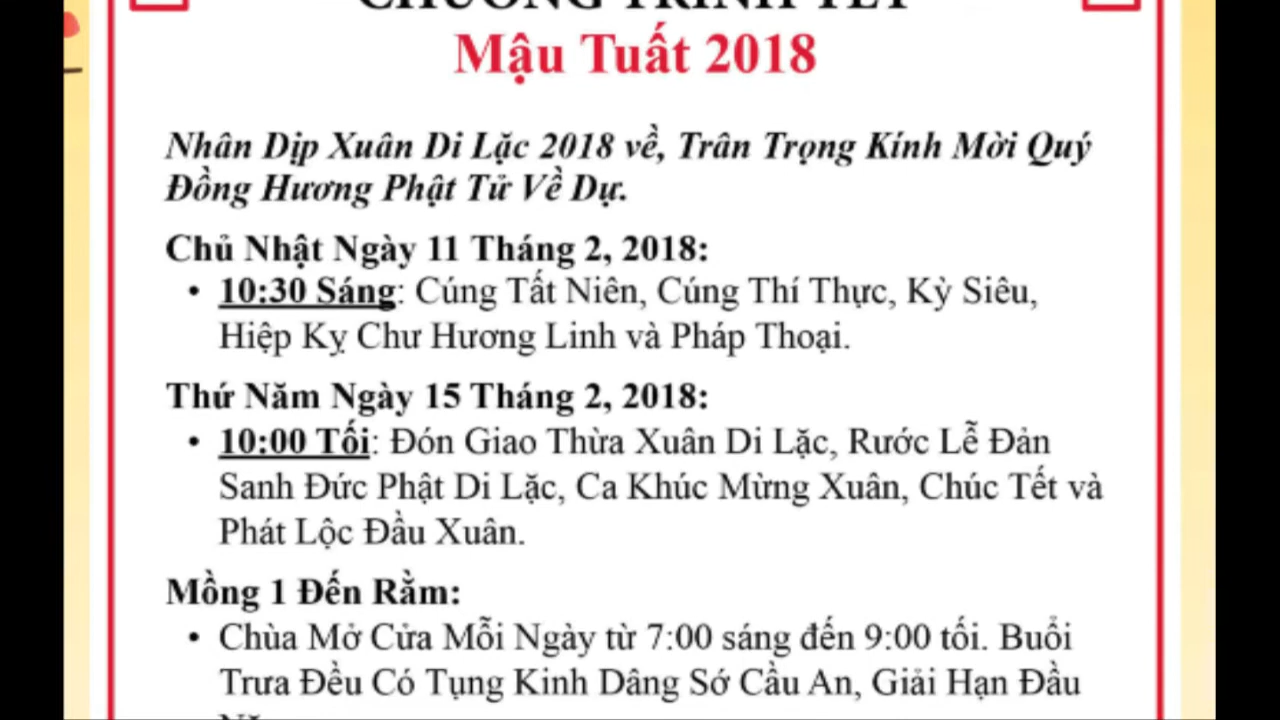 CHƯƠNG TRÌNH TẾT
Mậu Tuất 2018
Nhân Dịp Xuân Di Lặc 2018 về, Trân Trọng Kính Mời Quý
Đồng Hương Phật Tử Về Dự.
Chủ Nhật Ngày 11 Tháng 2, 2018:
• 10:30 Sáng: Cúng Tất Niên, Cúng Thí Thực, Kỳ Siêu,
Hiệp Kỵ Chư Hương Linh và Pháp Thoại.
Thứ Năm Ngày 15 Tháng 2, 2018:
• 10:00 Tối: Đón Giao Thừa Xuân Di Lặc, Rước Lễ Đản
Sanh Đức Phật Di Lặc, Ca Khúc Mừng Xuân, Chúc Tết và
Phát Lộc Đầu Xuân.
Mồng 1 Đến Rằm:
• Chùa Mở Cửa Mỗi Ngày từ 7:00 sáng đến 9:00 tối. Buổi
Trưa Đều Có Tụng Kinh Dâng Sớ Cầu An, Giải Hạn Đầu